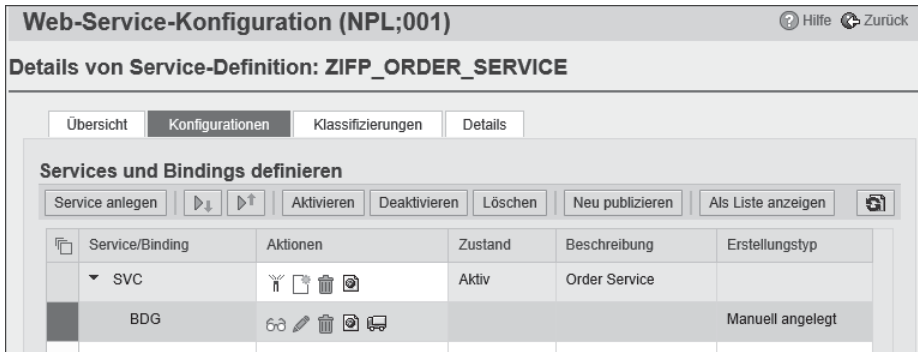 Web-Service-Konfiguration (NPL;001) Hilfe Zurück
Details von Service-Definition: ZIFP_ORDER_SERVICE
Übersicht Konfigurationen Klassifizierungen Details
Services und Bindings definieren
Service anlegen Aktivieren Deaktivieren Löschen Neu publizieren Als Liste anzeigen
Service/Binding Aktionen Zustand Beschreibung Erstellungstyp
SVC Aktiv Order Service
BDG Manuell angelegt